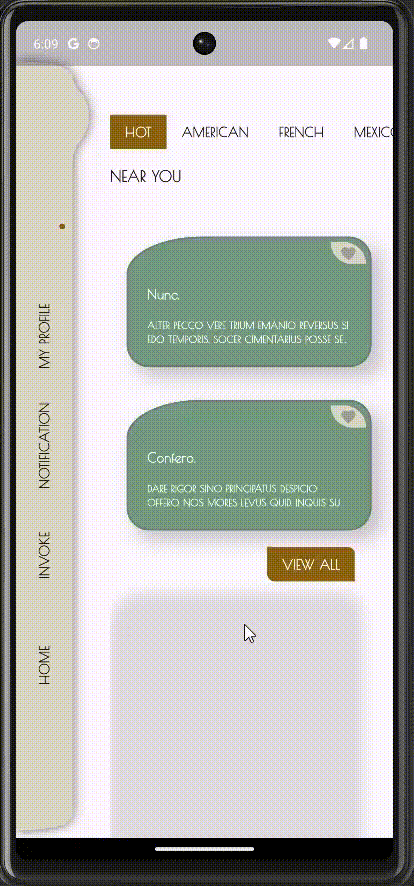 6:09
HOT AMERICAN FRENCH MEXICO
NEAR YOU
Nunc.
ALTER PECCO VERE TRIUM EMANIO REVERSUS SI
EDO TEMPORIS. SOCER CIMENTARIUS POSSE SE..
Confero.
DARE RIGOR SINO PRINCIPATUS DESPICIO
OFFERO NOS MORES LEVUS QUID INQUIS SU
VIEW ALL
MY PROFILE
NOTIFICATION
INVOKE
HOME